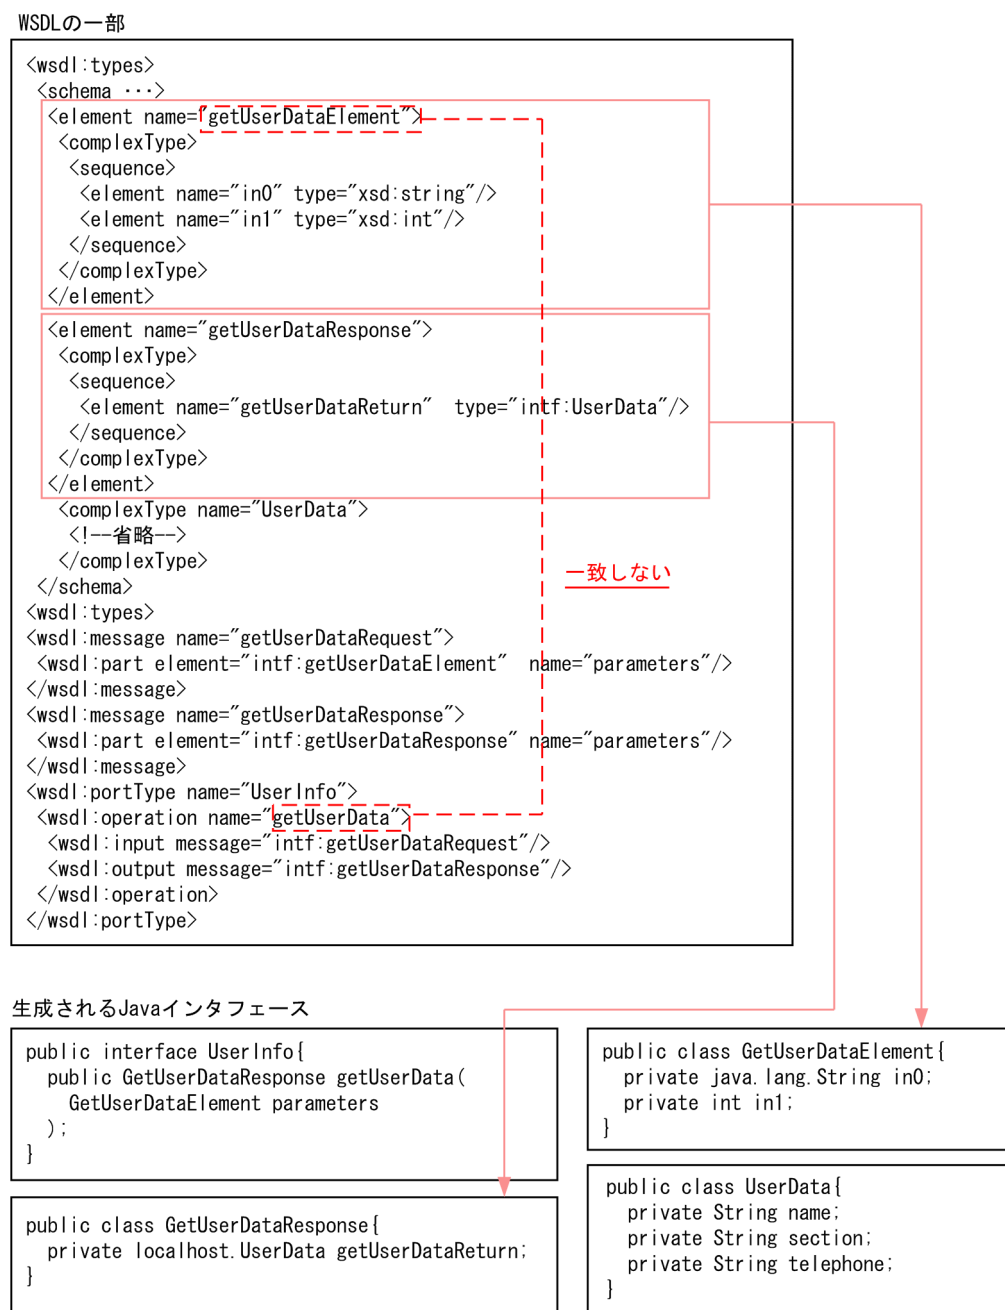 WSDLの一部
<wsdl:types>
<schema ･･･>
<element name="getUserDataElement">
<complexType>
<sequence>
<element name="in0" type="xsd:string"/>
<element name="in1" type="xsd:int"/>
</sequence>
</complexType>
</element>
<element name="getUserDataResponse">
<complexType>
<sequence>
<element name="getUserDataReturn"  type="intf:UserData"/>
</sequence>
</complexType>
</element>
<complexType name="UserData">
<!--省略-->
</complexType>
</schema>
一致しない
<wsdl:types>
<wsdl:message name="getUserDataRequest">
<wsdl:part element="intf:getUserDataElement"  name="parameters"/>
</wsdl:message>
<wsdl:message name="getUserDataResponse">
<wsdl:part element="intf:getUserDataResponse" name="parameters"/>
</wsdl:message>
<wsdl:portType name="UserInfo">
<wsdl:operation name="getUserData">
<wsdl:input message="intf:getUserDataRequest"/>
<wsdl:output message="intf:getUserDataResponse"/>
</wsdl:operation>
</wsdl:portType>
生成されるJavaインタフェース
public interface UserInfo{
public GetUserDataResponse getUserData(
GetUserDataElement parameters
);
}
public class GetUserDataElement{
private java.lang.String in0;
private int in1;
}
public class GetUserDataResponse{
private localhost.UserData getUserDataReturn;
}
public class UserData{
private String name;
private String section;
private String telephone;
}